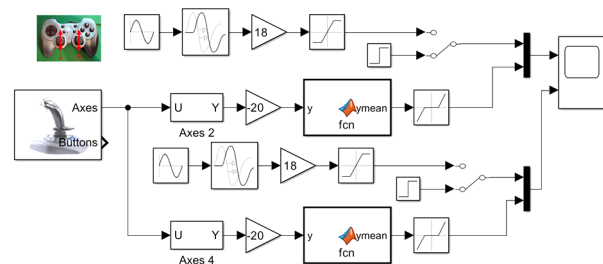 18
Axes
Buttons
U Y
Axes 2
-20
y
ymean
fcn
18
U Y
Axes 4
-20
y
ymean
fcn